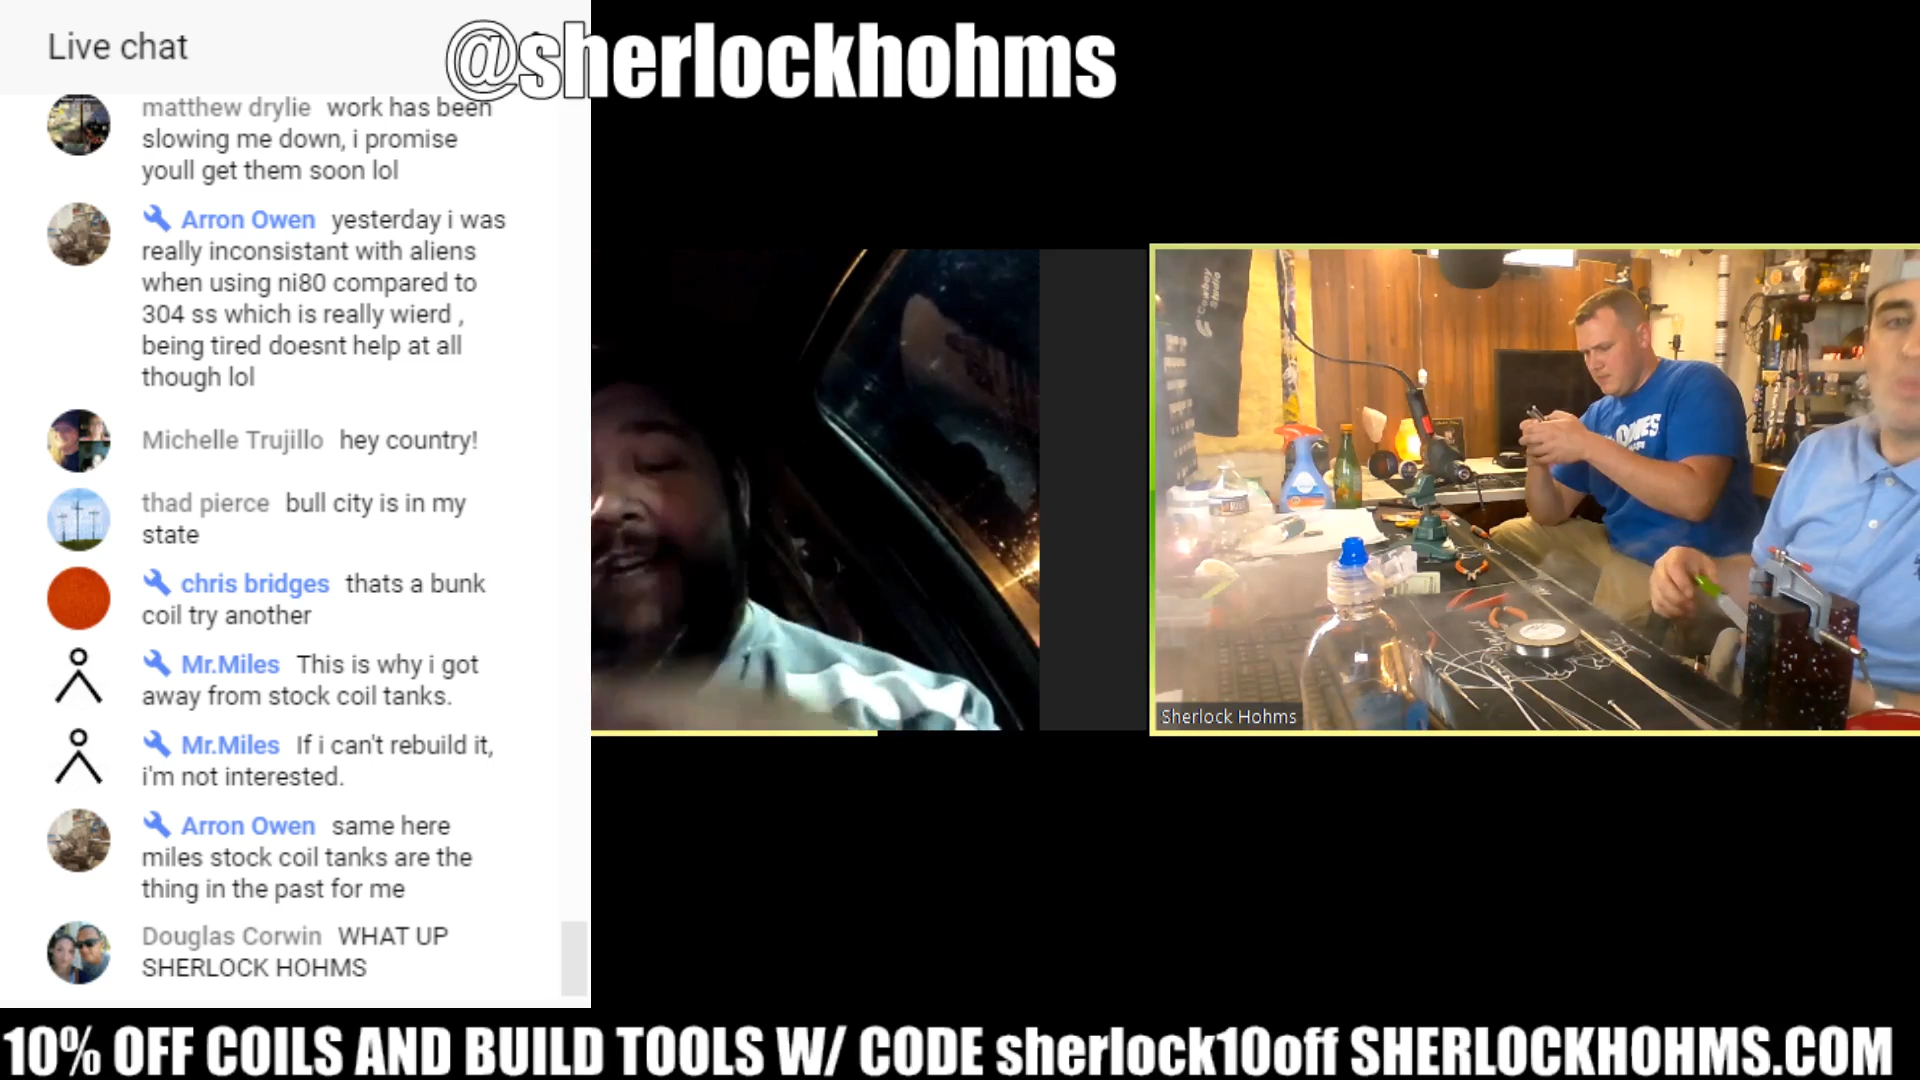 Live chat
@sherlockhohms
matthew drylie work has been
slowing me down, i promise
youll get them soon lol
Arron Owen yesterday i was
really inconsistant with aliens
when using ni80 compared to
304 ss which is really wierd ,
being tired doesnt help at all
though lol
Michelle Trujillo hey country!
thad pierce bull city is in my
state
chris bridges thats a bunk
coil try another
Mr.Miles This is why i got
away from stock coil tanks.
Mr.Miles If i can't rebuild it,
i'm not interested.
Arron Owen same here
miles stock coil tanks are the
thing in the past for me
Douglas Corwin WHAT UP
SHERLOCK HOHMS
Cowboy
Studio
Sherlock Hohms
10% OFF COILS AND BUILD TOOLS W/ CODE sherlock10off SHERLOCKHOHMS.COM